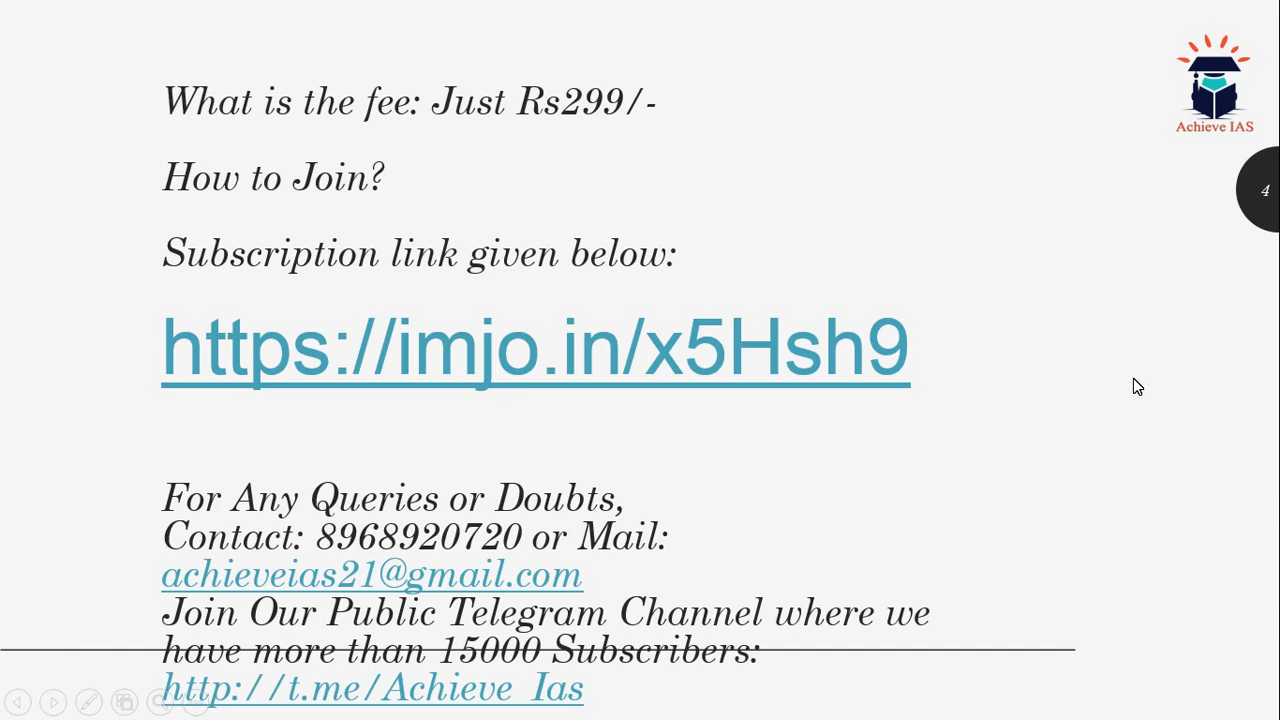 What is the fee: Just Rs299/-
How to Join?
Subscription link given below:
https://imjo.in/x5Hsh9
For Any Queries or Doubts,
Contact: 8968920720 or Mail:
achieveias21@gmail.com
Join Our Public Telegram Channel where we
have more than 15000 Subscribers:
http://t.me/Achieve_Ias
Achieve IAS
4